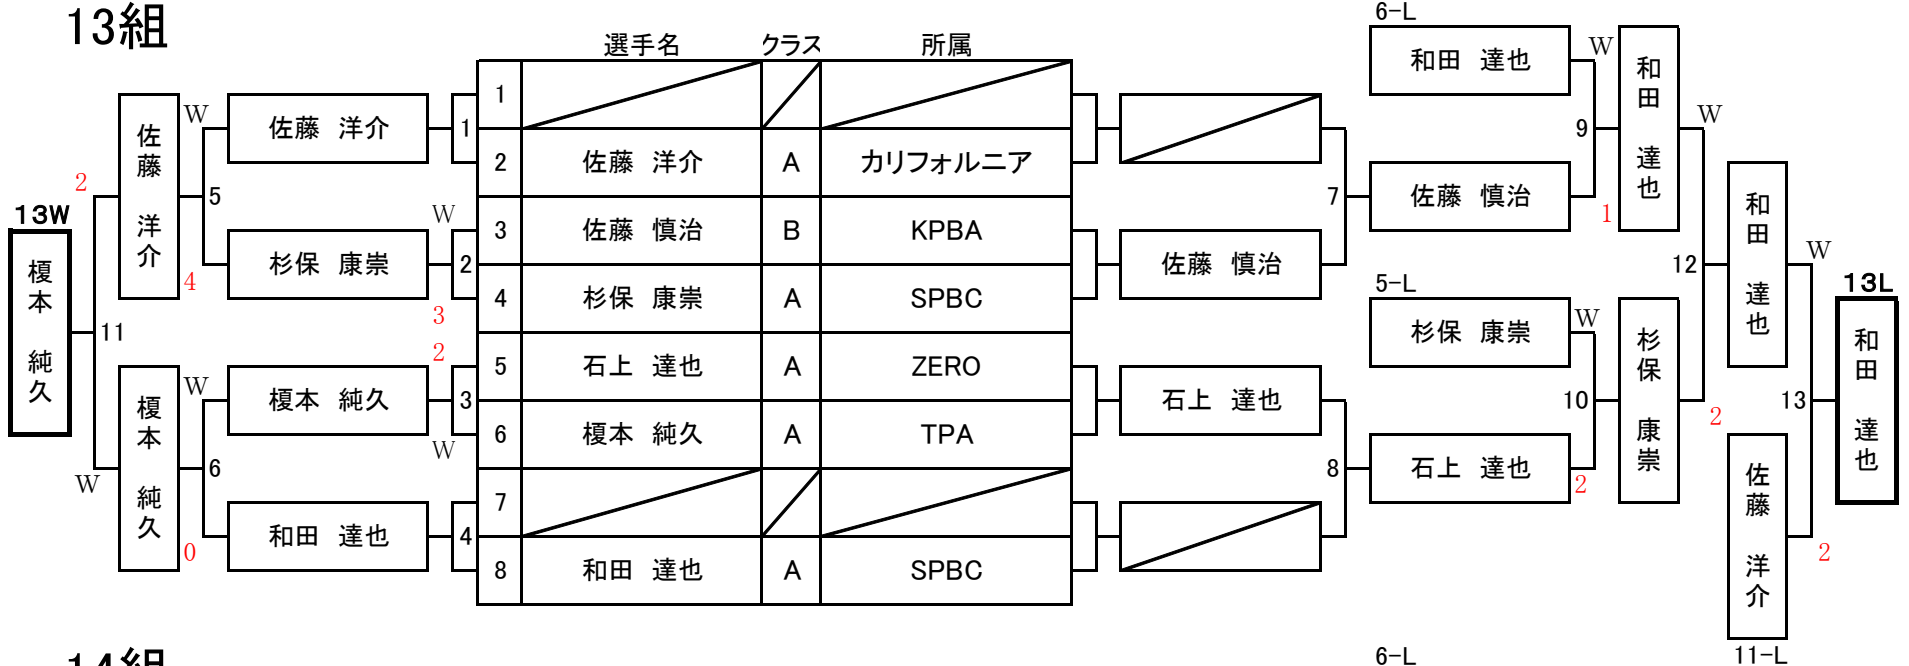 13組
選手名 クラス 所属
1
2 佐藤 洋介 A カリフォルニア
3 佐藤 慎治 B KPBA
4 杉保 康崇 A SPBC
5 石上 達也 A ZERO
6 榎本 純久 A TPA
7
8 和田 達也 A SPBC
13W
榎本 純久
2
11
W
佐藤 洋介
榎本 純久
W
5
4
W
6
0
佐藤 洋介
杉保 康崇
榎本 純久
和田 達也
1
W
2
3
2
3
W
4
佐藤 慎治
石上 達也
7
8
6-L
和田 達也
佐藤 慎治
5-L
杉保 康崇
石上 達也
W
9
1
W
10
2
和田 達也
杉保 康崇
W
12
2
和田 達也
佐藤 洋介
11-L
W
13
2
13L
和田 達也
14組
6-L